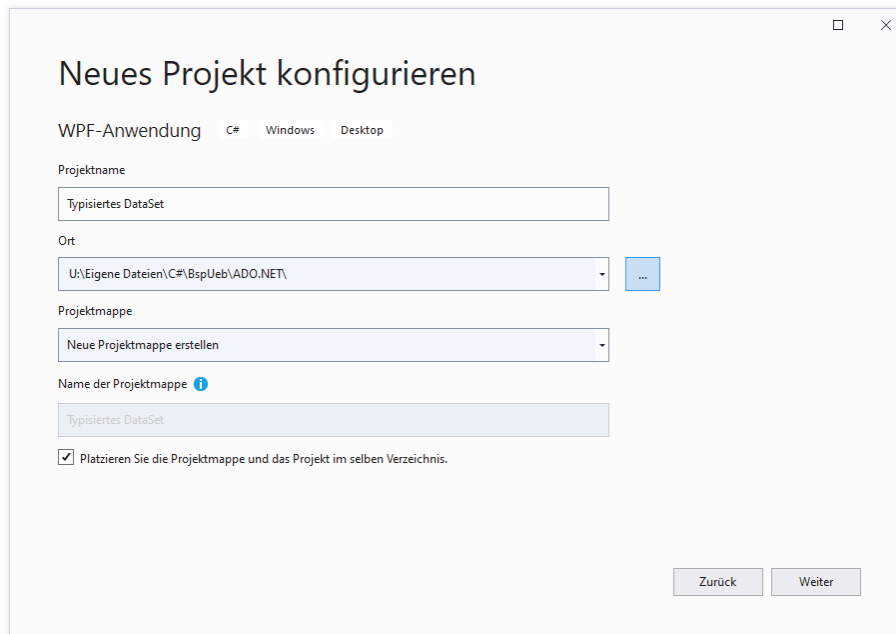 Neues Projekt konfigurieren
WPF-Anwendung C# Windows Desktop
Projektname
Typisiertes DataSet
Ort
U:\Eigene Dateien\C#\BspUeb\ADO.NET\
...
Projektmappe
Neue Projektmappe erstellen
Name der Projektmappe
Typisiertes DataSet
Platzieren Sie die Projektmappe und das Projekt im selben Verzeichnis.
Zurück Weiter